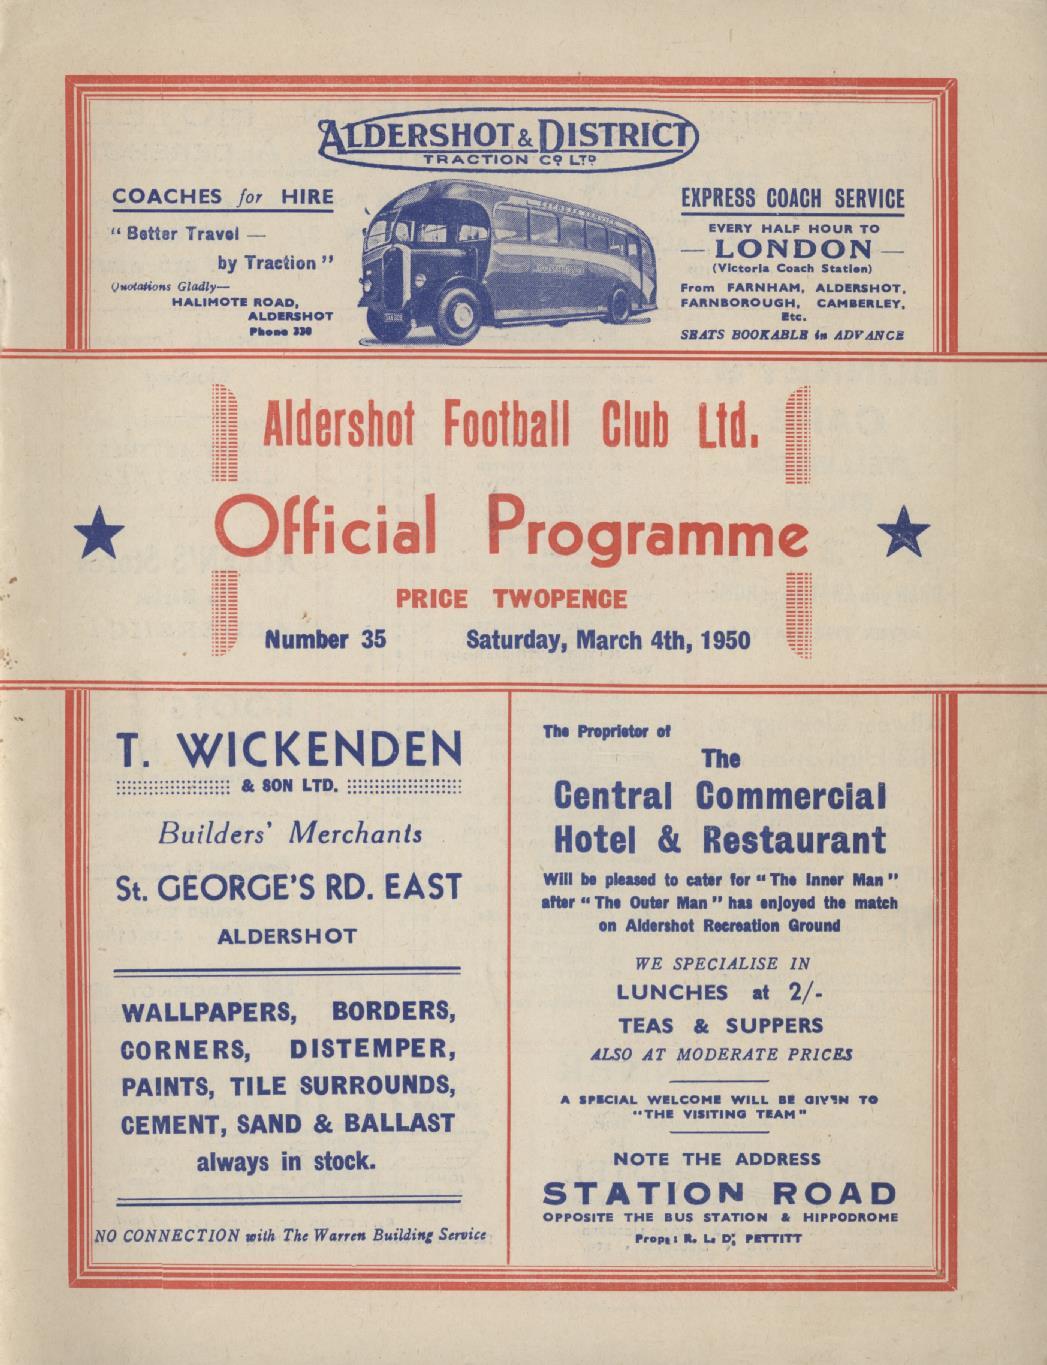 ALDERSHOT & DISTRICT
TRACTION CO LTD
COACHES for HIRE
"Better Travel —
by Traction"
Quotations Gladly—
HALIMOTE ROAD,
ALDERSHOT
Phone 330
EXPRESS COACH SERVICE
EVERY HALF HOUR TO
— LONDON —
(Victoria Coach Station)
From FARNHAM, ALDERSHOT,
FARNBOROUGH, CAMBERLEY,
Etc.
SEATS BOOKABLE in ADVANCE
Aldershot Football Club Ltd.
Official Programme
PRICE TWOPENCE
Number 35 Saturday, March 4th, 1950
T. WICKENDEN
& SON LTD.
Builders' Merchants
St. GEORGE'S RD. EAST
ALDERSHOT
WALLPAPERS, BORDERS,
CORNERS, DISTEMPER,
PAINTS, TILE SURROUNDS,
CEMENT, SAND & BALLAST
always in stock.
NO CONNECTION with The Warren Building Service
The Proprietor of
The
Central Commercial
Hotel & Restaurant
Will be pleased to cater for "The Inner Man"
after "The Outer Man" has enjoyed the match
on Aldershot Recreation Ground
WE SPECIALISE IN
LUNCHES at 2/-
TEAS & SUPPERS
ALSO AT MODERATE PRICES
A SPECIAL WELCOME WILL BE GIVEN TO
"THE VISITING TEAM"
NOTE THE ADDRESS
STATION ROAD
OPPOSITE THE BUS STATION & HIPPODROME
Props: R. L. D. PETTITT